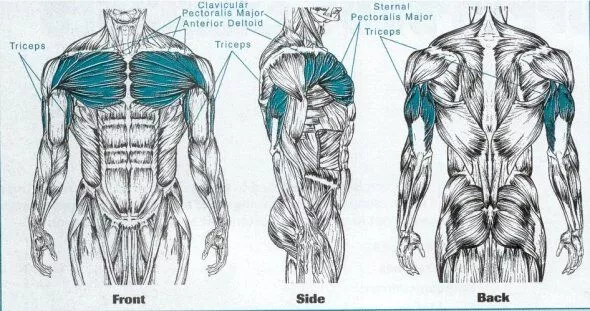 Clavicular
Pectoralis Major
Anterior Deltoid
Triceps
Triceps
Sternal
Pectoralis Major
Triceps
Front
Side
Back